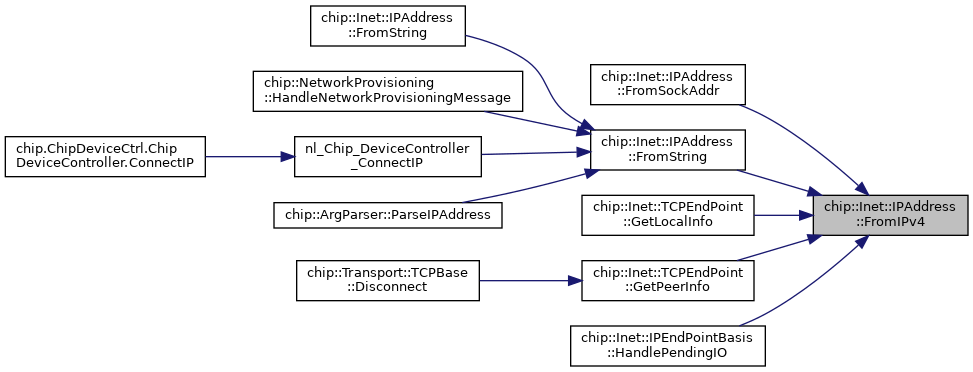 chip::Inet::IPAddress
::FromString
chip::NetworkProvisioning
::HandleNetworkProvisioningMessage
chip::Inet::IPAddress
::FromSockAddr
chip.ChipDeviceCtrl.Chip
DeviceController.ConnectIP
nl_Chip_DeviceController
_ConnectIP
chip::Inet::IPAddress
::FromString
chip::ArgParser::ParseIPAddress
chip::Inet::TCPEndPoint
::GetLocalInfo
chip::Inet::IPAddress
::FromIPv4
chip::Transport::TCPBase
::Disconnect
chip::Inet::TCPEndPoint
::GetPeerInfo
chip::Inet::IPEndPointBasis
::HandlePendingIO